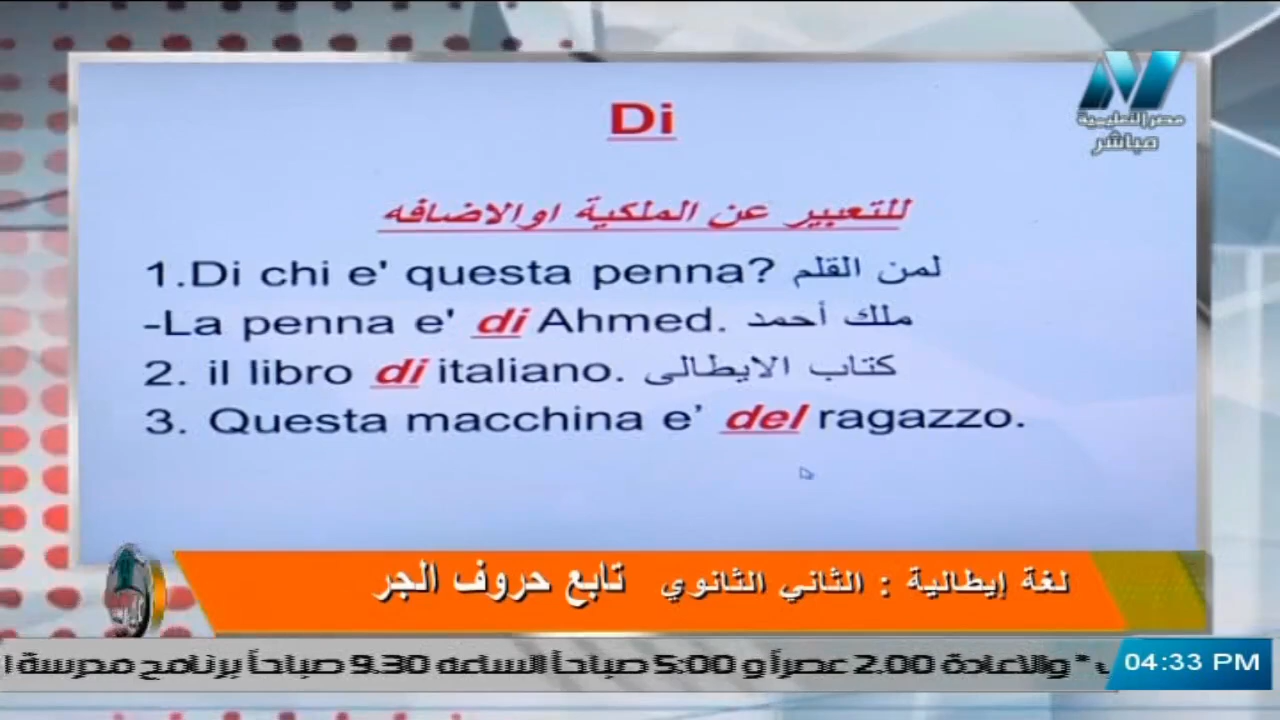 Di
مصر التعليمية
مباشر
للتعبير عن الملكية او الاضافه
1.Di chi e' questa penna? لمن القلم
-La penna e' di Ahmed. ملك أحمد
2. il libro di italiano. كتاب الايطالى
3. Questa macchina e’ del ragazzo.
لغة إيطالية : الثاني الثانوي تابع حروف الجر
* والاعادة 2.00 عصراً و 5:00 صباحاً الساعه 9.30 صباحاً برنامج مدرسة
04:33 PM